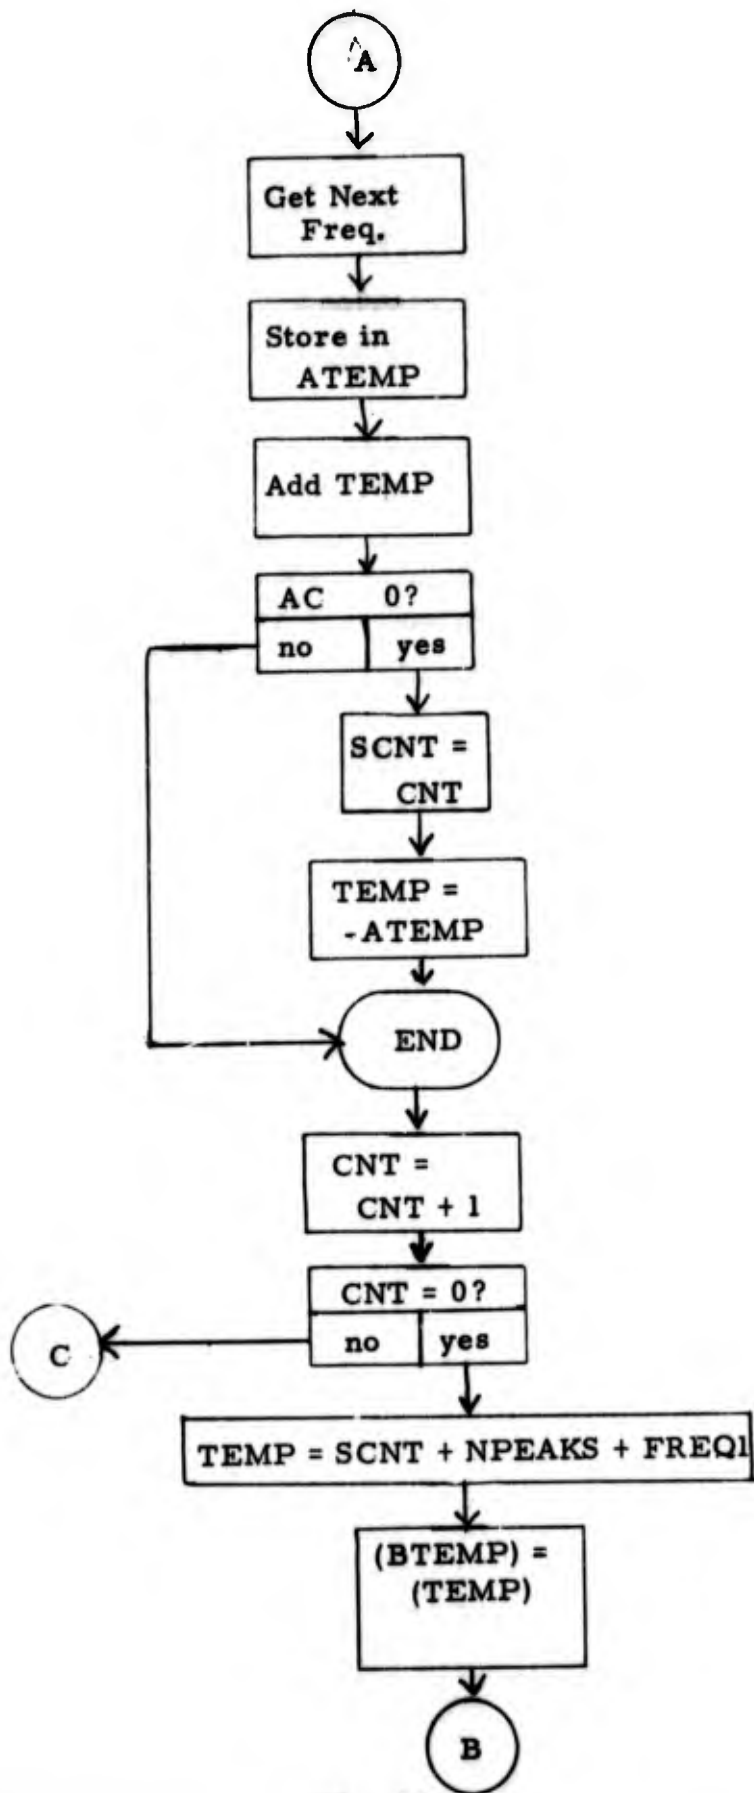 A
Get Next
Freq.
Store in
ATEMP
Add TEMP
AC 0?
no yes
SCNT =
CNT
TEMP =
-ATEMP
END
CNT =
CNT + 1
CNT = 0?
no yes
C
TEMP = SCNT + NPEAKS + FREQ1
(BTEMP) =
(TEMP)
B